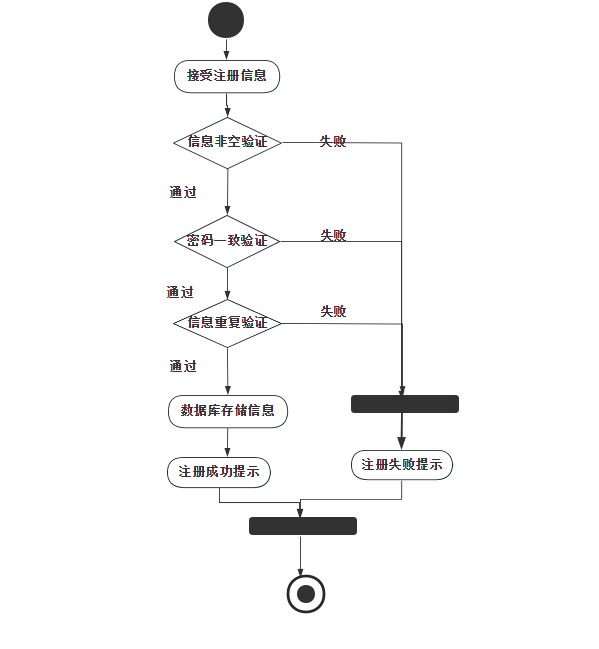 接受注册信息
信息非空验证
失败
通过
密码一致验证
失败
通过
信息重复验证
失败
通过
数据库存储信息
注册成功提示
注册失败提示